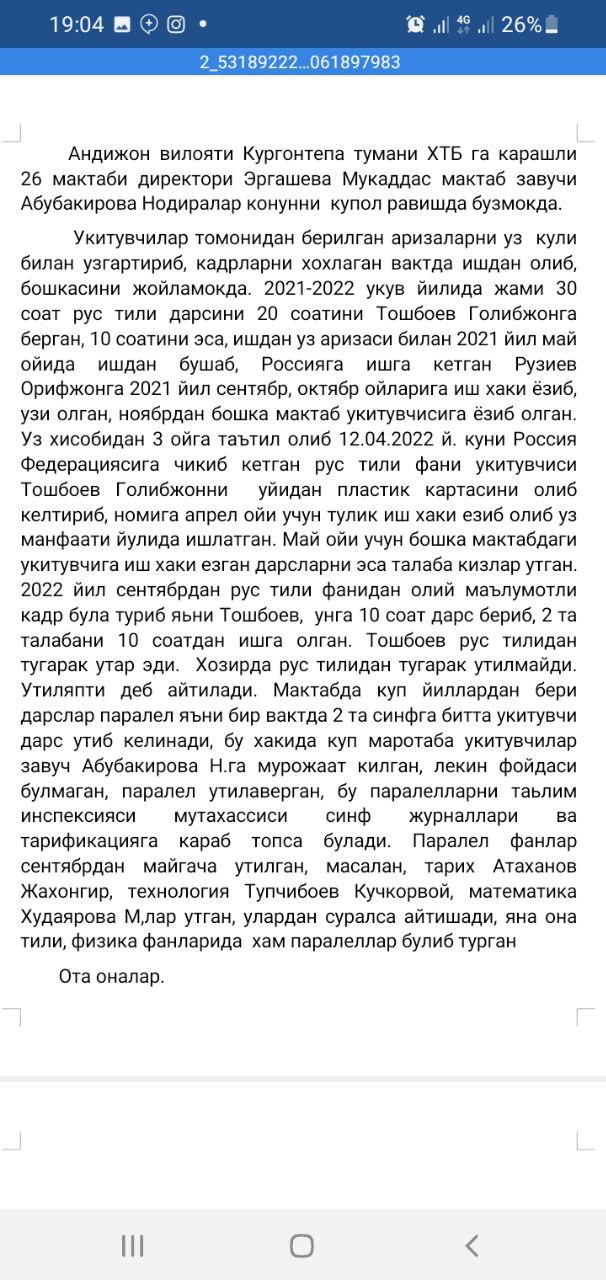 19:04
4G
26%
2_53189222...061897983
Андижон вилояти Кургонтепа тумани ХТБ га карашли
26 мактаби директори Эргашева Мукаддас мактаб завучи
Абубакирова Нодиралар конунни купол равишда бузмокда.
Укитувчилар томонидан берилган аризаларни уз кули
билан узгартириб, кадрларни хохлаган вактда ишдан олиб,
бошкасини жойламокда. 2021-2022 укув йилида жами 30
соат рус тили дарсини 20 соатини Тошбоев Голибжонга
берган, 10 соатини эса, ишдан уз аризаси билан 2021 йил май
ойида ишдан бушаб, Россияга ишга кетган Рузиев
Орифжонга 2021 йил сентябр, октябр ойларига иш хаки ёзиб,
узи олган, ноябрдан бошка мактаб укитувчисига ёзиб олган.
Уз хисобидан 3 ойга таътил олиб 12.04.2022 й. куни Россия
Федерациясига чикиб кетган рус тили фани укитувчиси
Тошбоев Голибжонни уйидан пластик картасини олиб
келтириб, номига апрел ойи учун тулик иш хаки езиб олиб уз
манфаати йулида ишлатган. Май ойи учун бошка мактабдаги
укитувчига иш хаки езган дарсларни эса талаба кизлар утган.
2022 йил сентябрдан рус тили фанидан олий маълумотли
кадр була туриб яьни Тошбоев, унга 10 соат дарс бериб, 2 та
талабани 10 соатдан ишга олган. Тошбоев рус тилидан
тугарак утар эди. Хозирда рус тилидан тугарак утилмайди.
Утиляпти деб айтилади. Мактабда куп йиллардан бери
дарслар паралел яъни бир вактда 2 та синфга битта укитувчи
дарс утиб келинади, бу хакида куп маротаба укитувчилар
завуч Абубакирова Н.га мурожаат килган, лекин фойдаси
булмаган, паралел утилаверган, бу паралелларни таьлим
инспексияси мутахассиси синф журналлари ва
тарификацияга караб топса булади. Паралел фанлар
сентябрдан майгача утилган, масалан, тарих Атаханов
Жахонгир, технология Тупчибоев Кучкорвой, математика
Худаярова М,лар утган, улардан суралса айтишади, яна она
тили, физика фанларида хам паралеллар булиб турган
Ота оналар.